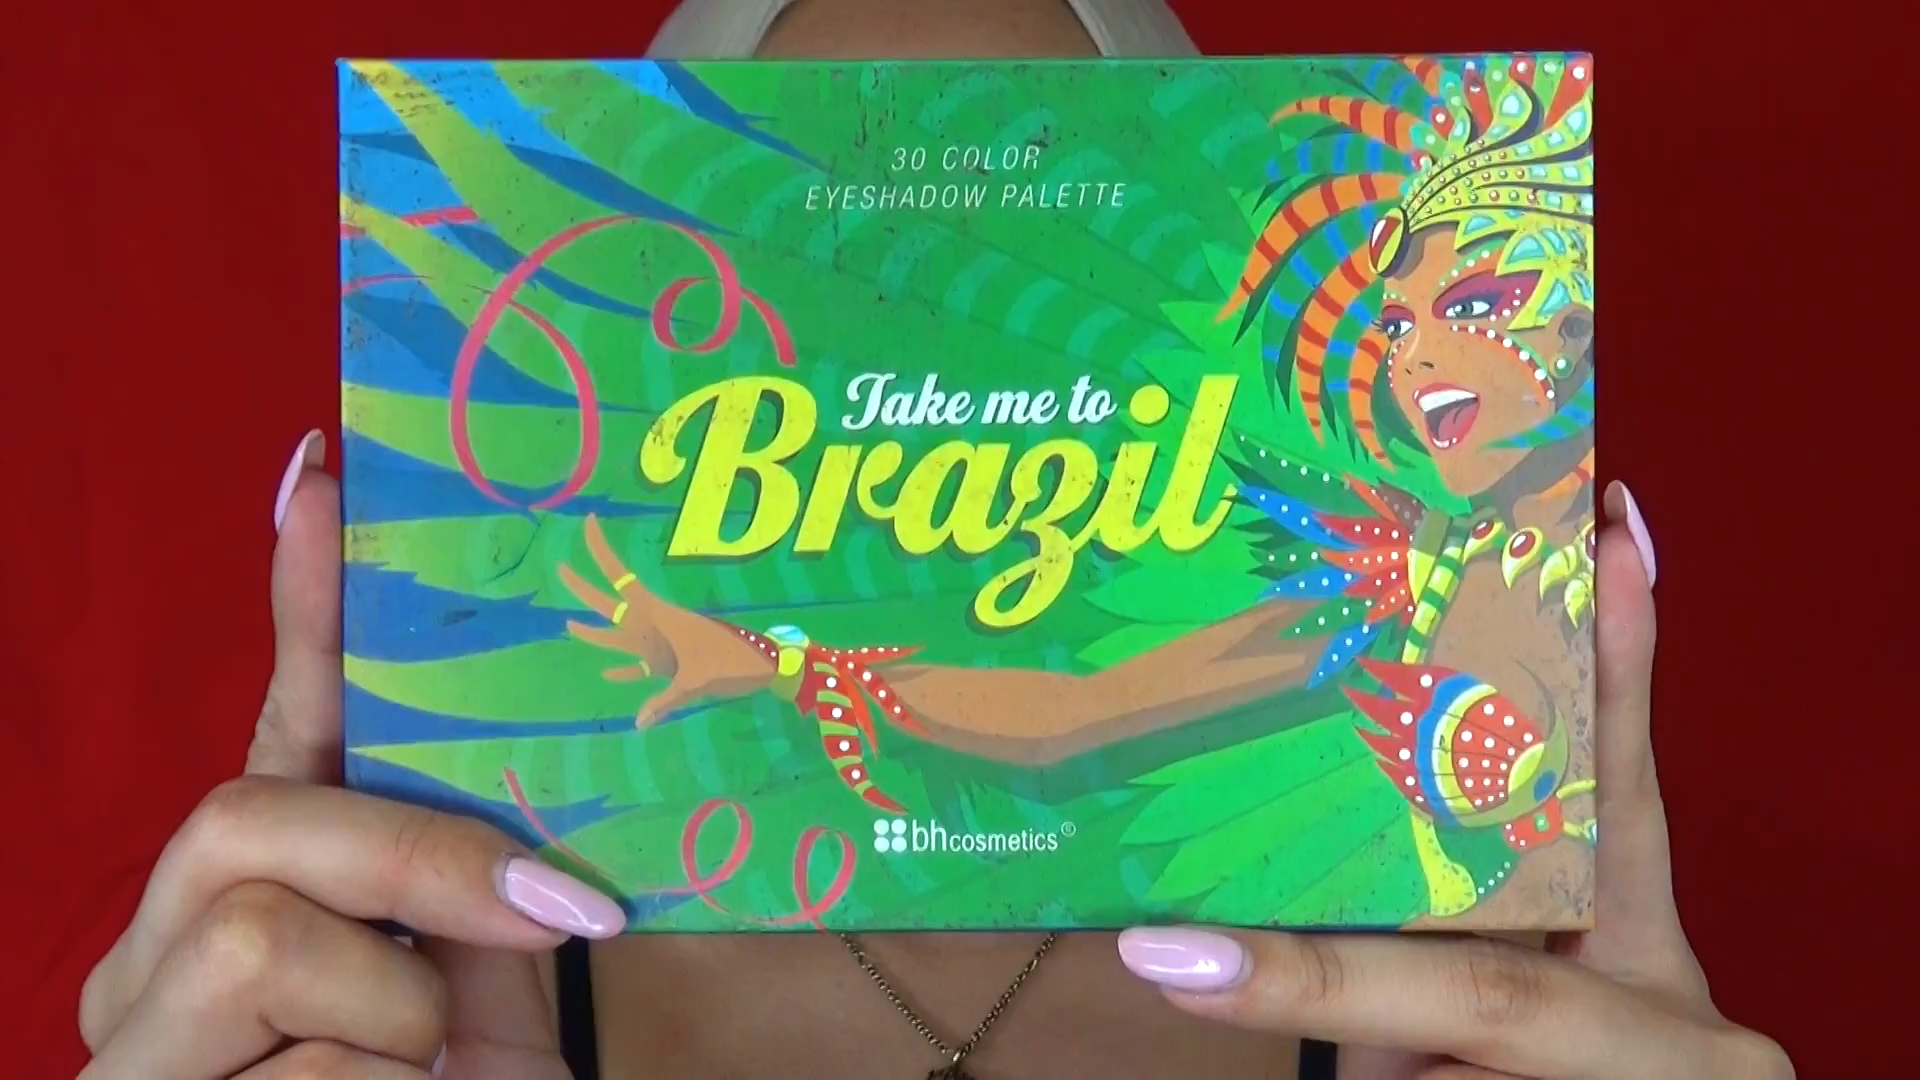 30 COLOR
EYESHADOW PALETTE
Take me to
Brazil
bhcosmetics®